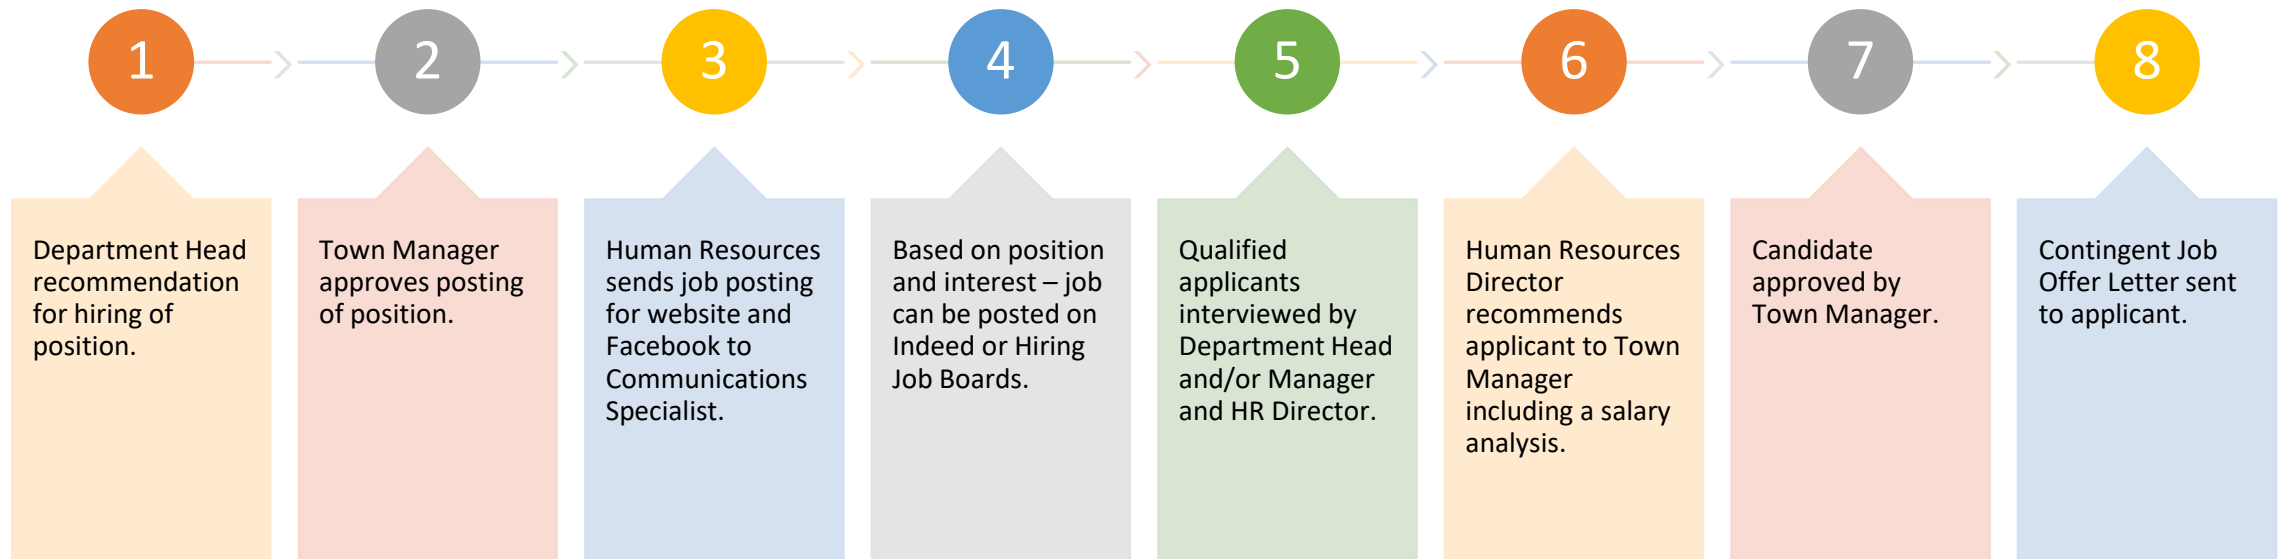 1
2
3
4
5
6
7
8
Department Head
recommendation
for hiring of
position.
Town Manager
approves posting
of position.
Human Resources
sends job posting
for website and
Facebook to
Communications
Specialist.
Based on position
and interest – job
can be posted on
Indeed or Hiring
Job Boards.
Qualified
applicants
interviewed by
Department Head
and/or Manager
and HR Director.
Human Resources
Director
recommends
applicant to Town
Manager
including a salary
analysis.
Candidate
approved by
Town Manager.
Contingent Job
Offer Letter sent
to applicant.